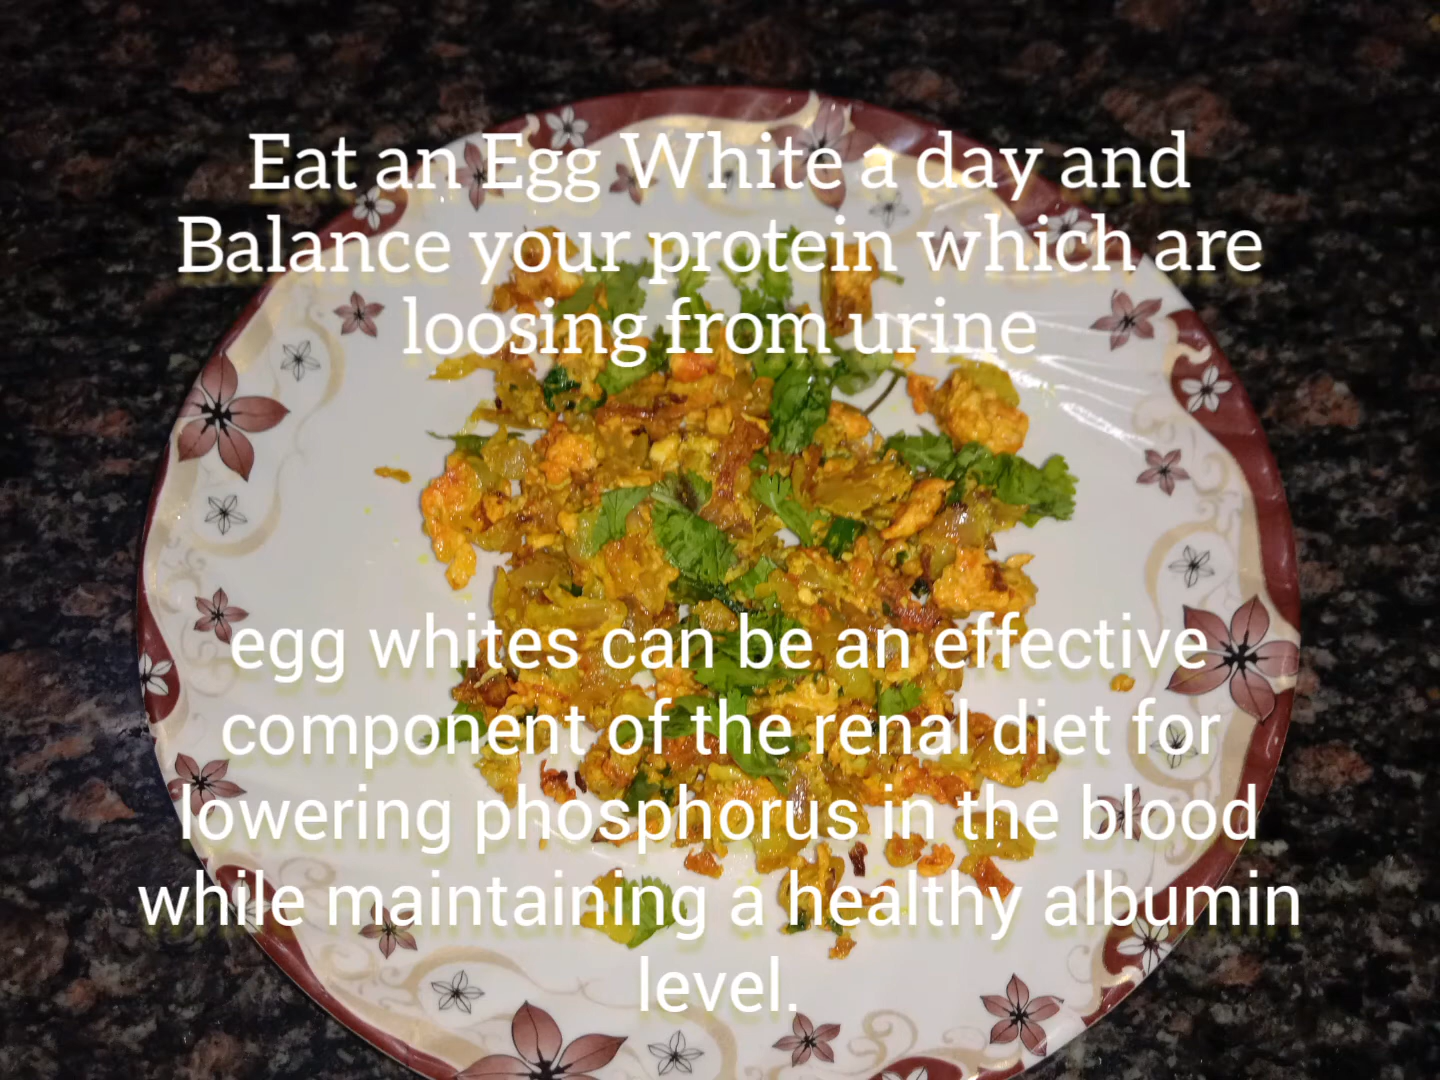 Eat an Egg White a day and
Balance your protein which are
loosing from urine
egg whites can be an effective
component of the renal diet for
lowering phosphorus in the blood
while maintaining a healthy albumin
level.